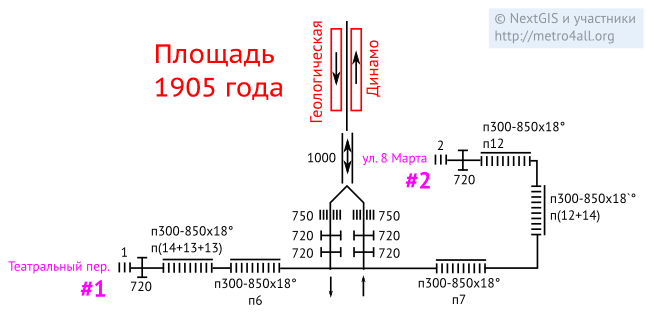 © NextGIS и участники
http://metro4all.org
Площадь
1905 года
Геологическая
Динамо
1000
ул. 8 Марта
#2
2
720
п300-850x18°
п12
п300-850x18`°
п(12+14)
750
750
720
720
720
720
п300-850x18°
п(14+13+13)
Театральный пер.
#1
1
720
п300-850x18°
п6
п300-850x18°
п7